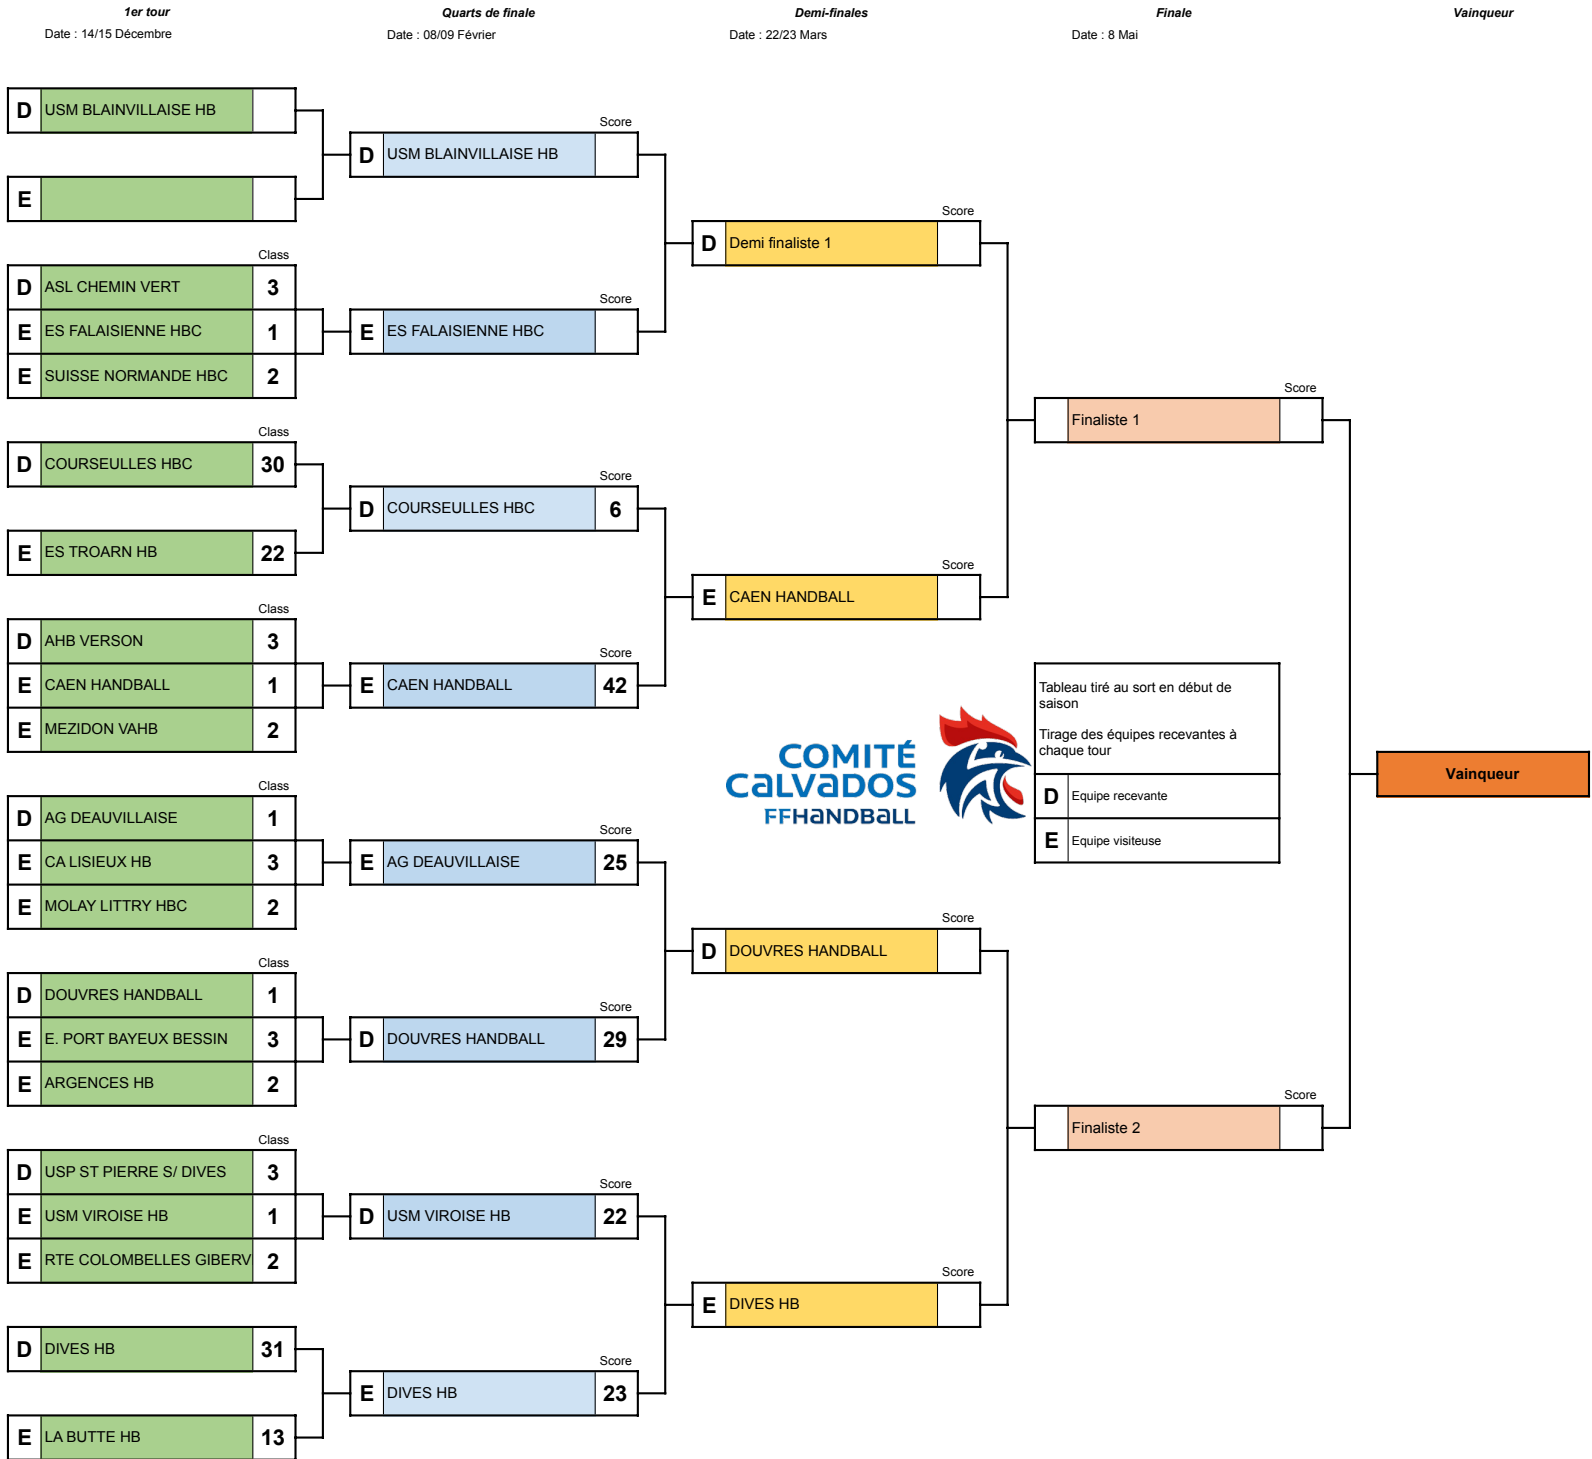 1er tour
Quarts de finale
Demi-finales
Finale
Vainqueur
Date : 14/15 Décembre
Date : 08/09 Février
Date : 22/23 Mars
Date : 8 Mai
D USM BLAINVILLAISE HB
E
Class
D ASL CHEMIN VERT 3
E ES FALAISIENNE HBC 1
E SUISSE NORMANDE HBC 2
Class
D COURSEULLES HBC 30
E ES TROARN HB 22
Class
D AHB VERSON 3
E CAEN HANDBALL 1
E MEZIDON VAHB 2
Class
D AG DEAUVILLAISE 1
E CA LISIEUX HB 3
E MOLAY LITTRY HBC 2
Class
D DOUVRES HANDBALL 1
E E. PORT BAYEUX BESSIN 3
E ARGENCES HB 2
Class
D USP ST PIERRE S/ DIVES 3
E USM VIROISE HB 1
E RTE COLOMBELLES GIBERV 2
D DIVES HB 31
E LA BUTTE HB 13
Score
D USM BLAINVILLAISE HB
Score
E ES FALAISIENNE HBC
Score
D COURSEULLES HBC 6
Score
E CAEN HANDBALL 42
Score
E AG DEAUVILLAISE 25
Score
D DOUVRES HANDBALL 29
Score
D USM VIROISE HB 22
Score
E DIVES HB 23
Score
D Demi finaliste 1
Score
E CAEN HANDBALL
Score
D DOUVRES HANDBALL
Score
E DIVES HB
Score
Finaliste 1
Score
Finaliste 2
COMITÉ
CALVADOS
FFHANDBALL
Tableau tiré au sort en début de
saison
Tirage des équipes recevantes à
chaque tour
D Equipe recevante
E Equipe visiteuse
Vainqueur